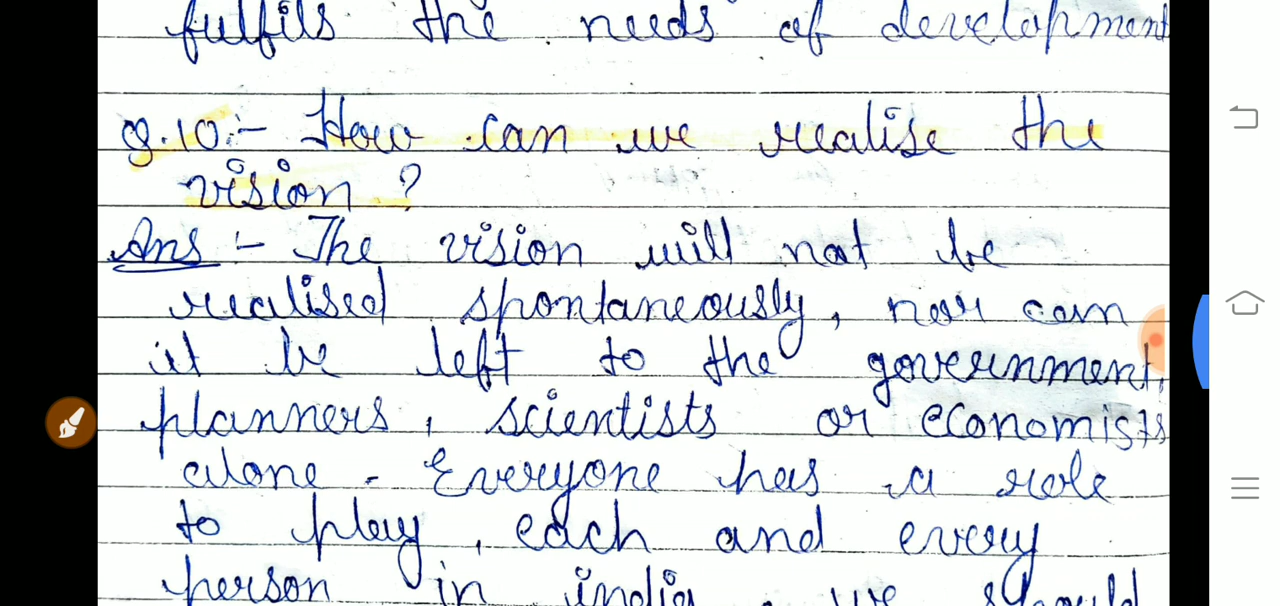 fulfils the needs of development
Q.10:- How can we realise the
vision ?
Ans :- The vision will not be
realised spontaneously, nor can
it be left to the government,
planners, scientists or economists
alone. Everyone has a role
to play, each and every
person in india, we should